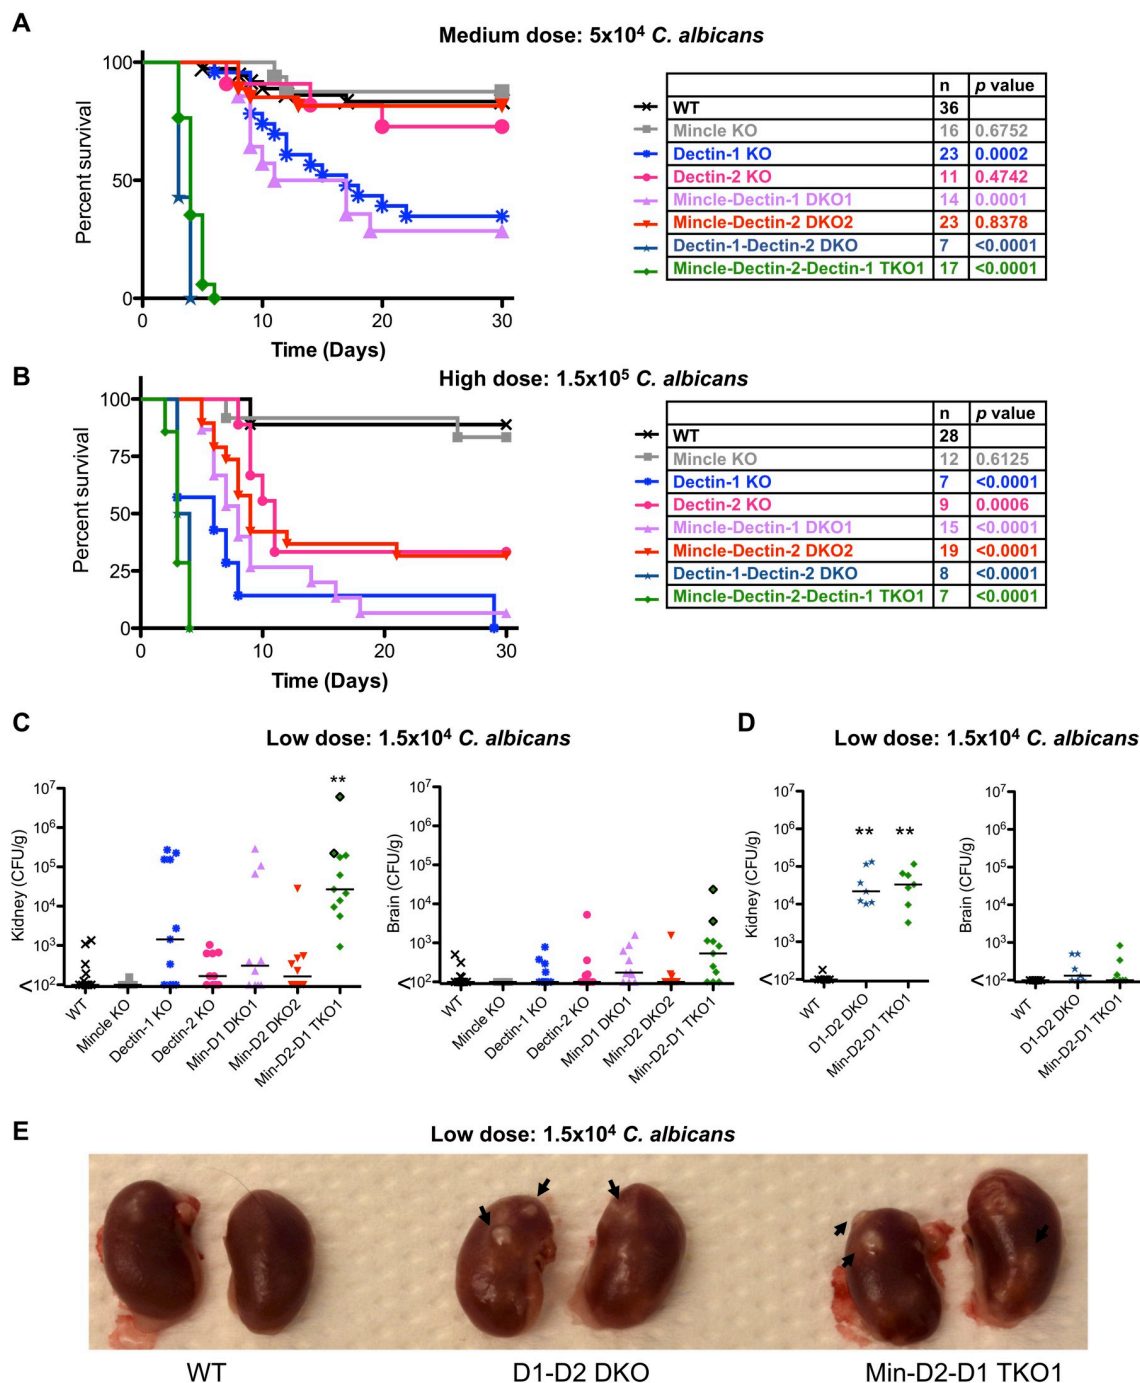 A
Medium dose: 5x10⁴ C. albicans
Percent survival
100
50
0
0 10 20 30
Time (Days)
n p value
WT 36
Mincle KO 16 0.6752
Dectin-1 KO 23 0.0002
Dectin-2 KO 11 0.4742
Mincle-Dectin-1 DKO1 14 0.0001
Mincle-Dectin-2 DKO2 23 0.8378
Dectin-1-Dectin-2 DKO 7 <0.0001
Mincle-Dectin-2-Dectin-1 TKO1 17 <0.0001
B
High dose: 1.5x10⁵ C. albicans
Percent survival
100
75
50
25
0
0 10 20 30
Time (Days)
n p value
WT 28
Mincle KO 12 0.6125
Dectin-1 KO 7 <0.0001
Dectin-2 KO 9 0.0006
Mincle-Dectin-1 DKO1 15 <0.0001
Mincle-Dectin-2 DKO2 19 <0.0001
Dectin-1-Dectin-2 DKO 8 <0.0001
Mincle-Dectin-2-Dectin-1 TKO1 7 <0.0001
C
Low dose: 1.5x10⁴ C. albicans
Kidney (CFU/g)
10⁷
10⁶
10⁵
10⁴
10³
<10²
**
WT
Mincle KO
Dectin-1 KO
Dectin-2 KO
Min-D1 DKO1
Min-D2 DKO2
Min-D2-D1 TKO1
Brain (CFU/g)
10⁷
10⁶
10⁵
10⁴
10³
<10²
WT
Mincle KO
Dectin-1 KO
Dectin-2 KO
Min-D1 DKO1
Min-D2 DKO2
Min-D2-D1 TKO1
D
Low dose: 1.5x10⁴ C. albicans
Kidney (CFU/g)
10⁷
10⁶
10⁵
10⁴
10³
<10²
** **
WT
D1-D2 DKO
Min-D2-D1 TKO1
Brain (CFU/g)
10⁷
10⁶
10⁵
10⁴
10³
<10²
WT
D1-D2 DKO
Min-D2-D1 TKO1
E
Low dose: 1.5x10⁴ C. albicans
WT D1-D2 DKO Min-D2-D1 TKO1